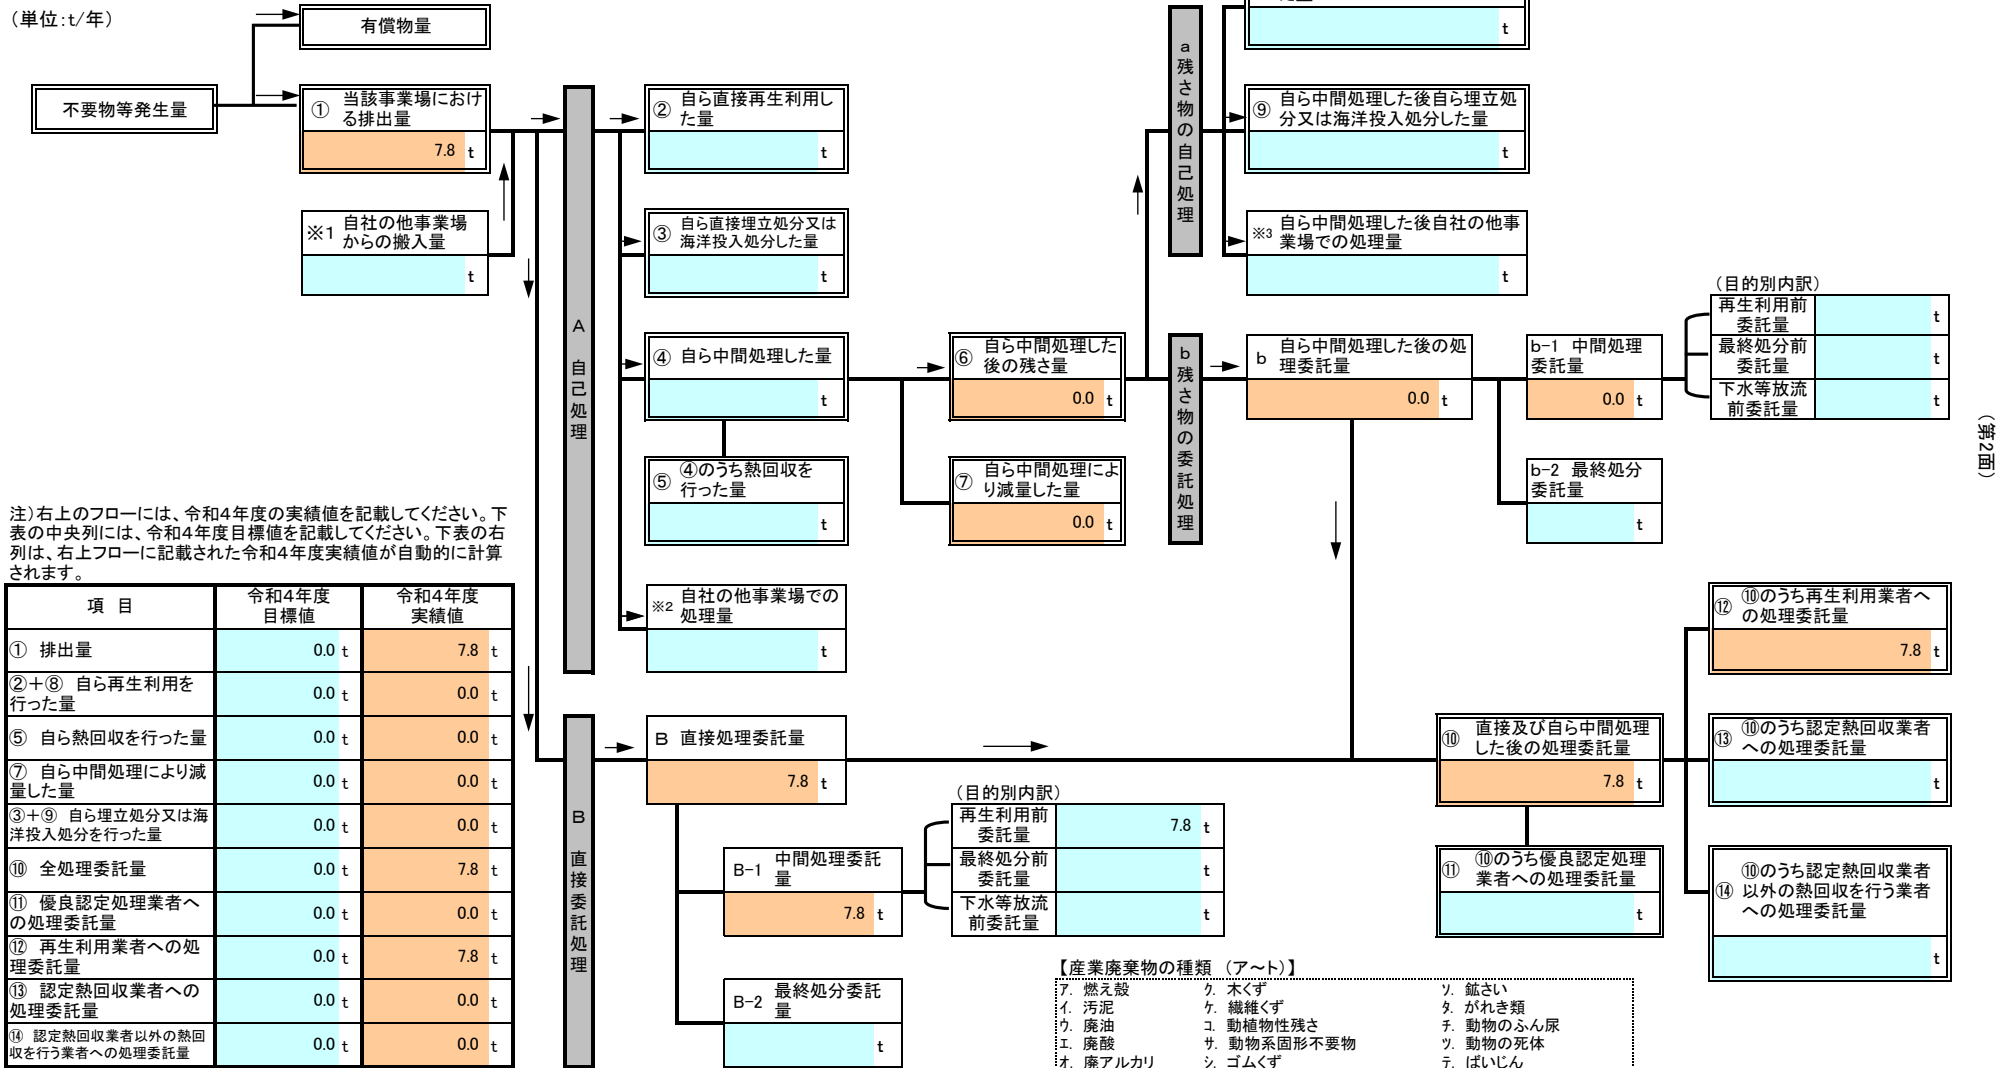 (単位:t/年)
有償物量
不要物等発生量
① 当該事業場におけ
る排出量
7.8 t
※1 自社の他事業場
からの搬入量
t
A 自己処理
② 自ら直接再生利用し
た量
t
③ 自ら直接埋立処分又は
海洋投入処分した量
t
④ 自ら中間処理した量
t
⑤ ④のうち熱回収を
行った量
t
※2 自社の他事業場での
処理量
t
⑥ 自ら中間処理した
後の残さ量
0.0 t
⑦ 自ら中間処理によ
り減量した量
0.0 t
a 残さ物の自己処理
t
⑨ 自ら中間処理した後自ら埋立処
分又は海洋投入処分した量
t
※3 自ら中間処理した後自社の他事
業場での処理量
t
b 残さ物の委託処理
b 自ら中間処理した後の処
理委託量
0.0 t
b-1 中間処理
委託量
0.0 t
b-2 最終処分
委託量
t
(目的別内訳)
再生利用前
委託量
t
最終処分前
委託量
t
下水等放流
前委託量
t
(第2面)
注)右上のフローには、令和4年度の実績値を記載してください。下
表の中央列には、令和4年度目標値を記載してください。下表の右
列は、右上フローに記載された令和4年度実績値が自動的に計算
されます。
項 目 令和4年度 目標値 令和4年度 実績値
① 排出量 0.0 t 7.8 t
②+⑧ 自ら再生利用を
行った量 0.0 t 0.0 t
⑤ 自ら熱回収を行った量 0.0 t 0.0 t
⑦ 自ら中間処理により減
量した量 0.0 t 0.0 t
③+⑨ 自ら埋立処分又は海
洋投入処分を行った量 0.0 t 0.0 t
⑩ 全処理委託量 0.0 t 7.8 t
⑪ 優良認定処理業者へ
の処理委託量 0.0 t 0.0 t
⑫ 再生利用業者への処
理委託量 0.0 t 7.8 t
⑬ 認定熱回収業者への
処理委託量 0.0 t 0.0 t
⑭ 認定熱回収業者以外の熱回
収を行う業者への処理委託量 0.0 t 0.0 t
B 直接委託処理
B 直接処理委託量
7.8 t
B-1 中間処理委託
量
7.8 t
B-2 最終処分委託
量
t
(目的別内訳)
再生利用前
委託量
7.8 t
最終処分前
委託量
t
下水等放流
前委託量
t
⑩ 直接及び自ら中間処理
した後の処理委託量
7.8 t
⑪ ⑩のうち優良認定処理
業者への処理委託量
t
⑫ ⑩のうち再生利用業者へ
の処理委託量
7.8 t
⑬ ⑩のうち認定熱回収業者
への処理委託量
t
⑭ ⑩のうち認定熱回収業者
以外の熱回収を行う業者
への処理委託量
t
【産業廃棄物の種類 (ア~ト)】
ア. 燃え殻 ク. 木くず ソ. 鉱さい
イ. 汚泥 ケ. 繊維くず タ. がれき類
ウ. 廃油 コ. 動植物性残さ チ. 動物のふん尿
エ. 廃酸 サ. 動物系固形不要物 ツ. 動物の死体
オ. 廃アルカリ シ. ゴムくず テ. ばいじん